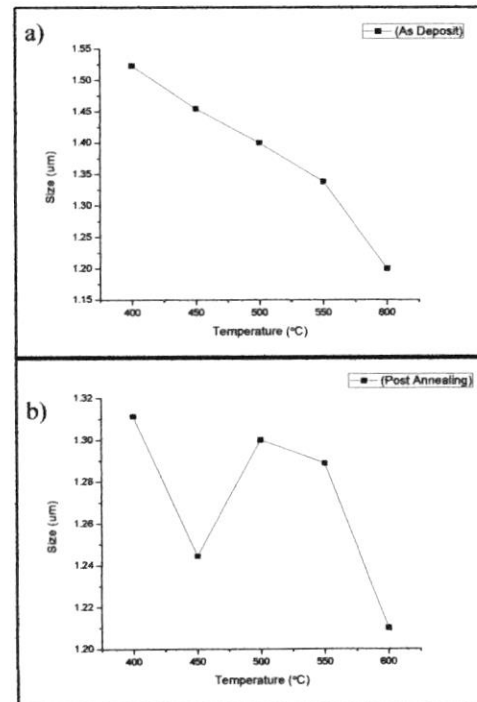 a)
(As Deposit)
1.55
1.50
1.45
1.40
1.35
1.30
1.25
1.20
1.15
Size (um)
400 450 500 550 600
Temperature (°C)
b)
(Post Annealing)
1.32
1.30
1.28
1.26
1.24
1.22
1.20
Size (um)
400 450 500 550 600
Temperature (°C)